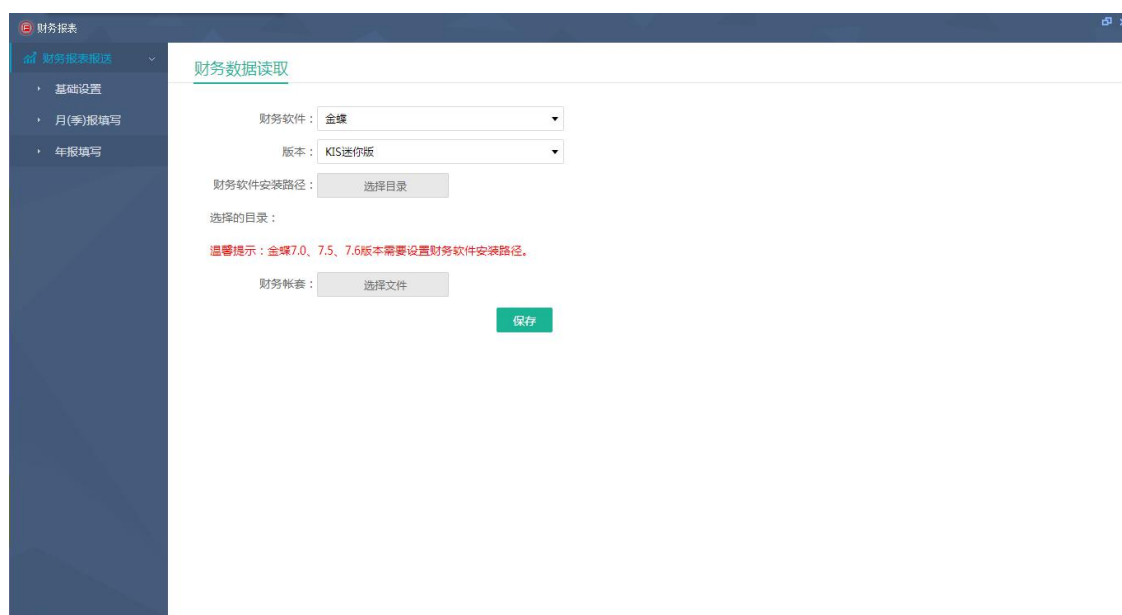 财务报表
财务报表报送
基础设置
月(季)报填写
年报填写
财务数据读取
财务软件： 金蝶
版本： KIS迷你版
财务软件安装路径： 选择目录
选择的目录：
温馨提示：金蝶7.0、7.5、7.6版本需要设置财务软件安装路径。
财务帐套： 选择文件
保存